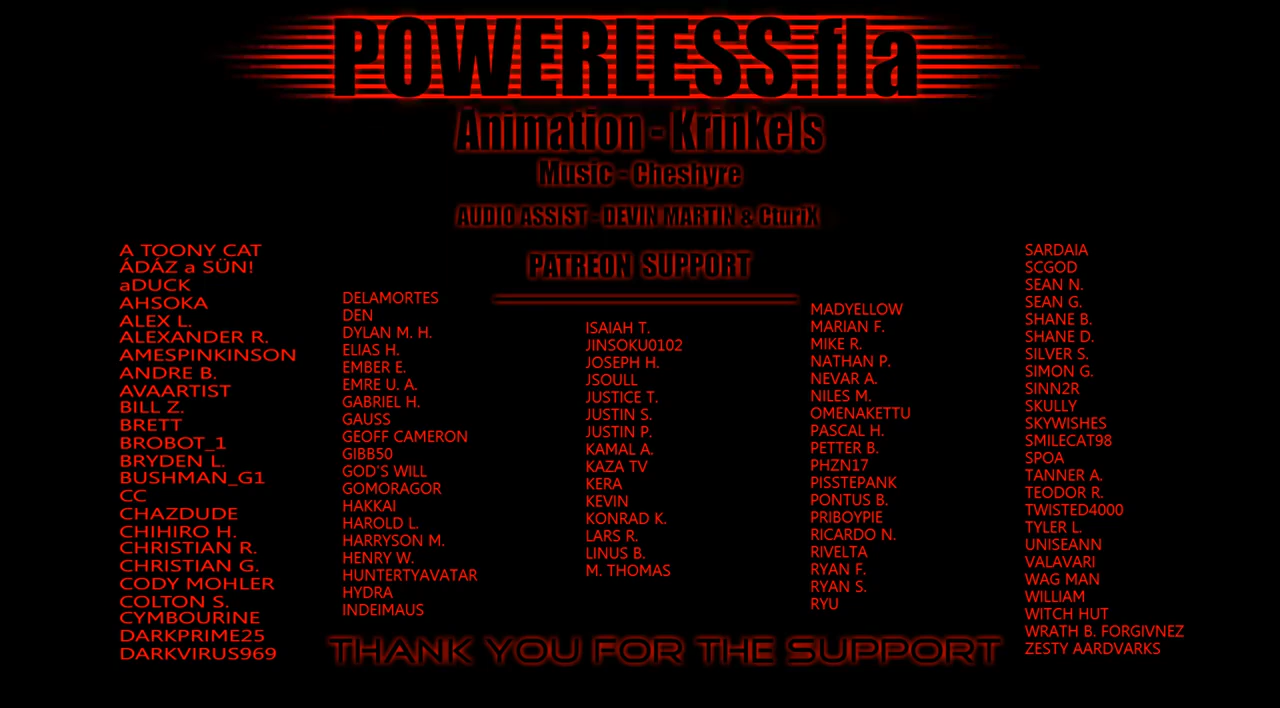 POWERLESS.fla
Animation - Krinkels
Music - Cheshyre
AUDIO ASSIST - DEVIN MARTIN & CturiX
PATREON SUPPORT
A TOONY CAT
ÁDÁZ a SÜN!
aDUCK
AHSOKA
ALEX L.
ALEXANDER R.
AMESPINKINSON
ANDRE B.
AVAARTIST
BILL Z.
BRETT
BROBOT_1
BRYDEN L.
BUSHMAN_G1
CC
CHAZDUDE
CHIHIRO H.
CHRISTIAN R.
CHRISTIAN G.
CODY MOHLER
COLTON S.
CYMBOURINE
DARKPRIME25
DARKVIRUS969
DELAMORTES
DEN
DYLAN M. H.
ELIAS H.
EMBER E.
EMRE U. A.
GABRIEL H.
GAUSS
GEOFF CAMERON
GIBB50
GOD'S WILL
GOMORAGOR
HAKKAI
HAROLD L.
HARRYSON M.
HENRY W.
HUNTERTYAVATAR
HYDRA
INDEIMAUS
ISAIAH T.
JINSOKU0102
JOSEPH H.
JSOULL
JUSTICE T.
JUSTIN S.
JUSTIN P.
KAMAL A.
KAZA TV
KERA
KEVIN
KONRAD K.
LARS R.
LINUS B.
M. THOMAS
MADYELLOW
MARIAN F.
MIKE R.
NATHAN P.
NEVAR A.
NILES M.
OMENAKETTU
PASCAL H.
PETTER B.
PHZN17
PISSTEPANK
PONTUS B.
PRIBOYPIE
RICARDO N.
RIVELTA
RYAN F.
RYAN S.
RYU
SARDAIA
SCGOD
SEAN N.
SEAN G.
SHANE B.
SHANE D.
SILVER S.
SIMON G.
SINN2R
SKULLY
SKYWISHES
SMILECAT98
SPOA
TANNER A.
TEODOR R.
TWISTED4000
TYLER L.
UNISEANN
VALAVARI
WAG MAN
WILLIAM
WITCH HUT
WRATH B. FORGIVNEZ
ZESTY AARDVARKS
THANK YOU FOR THE SUPPORT